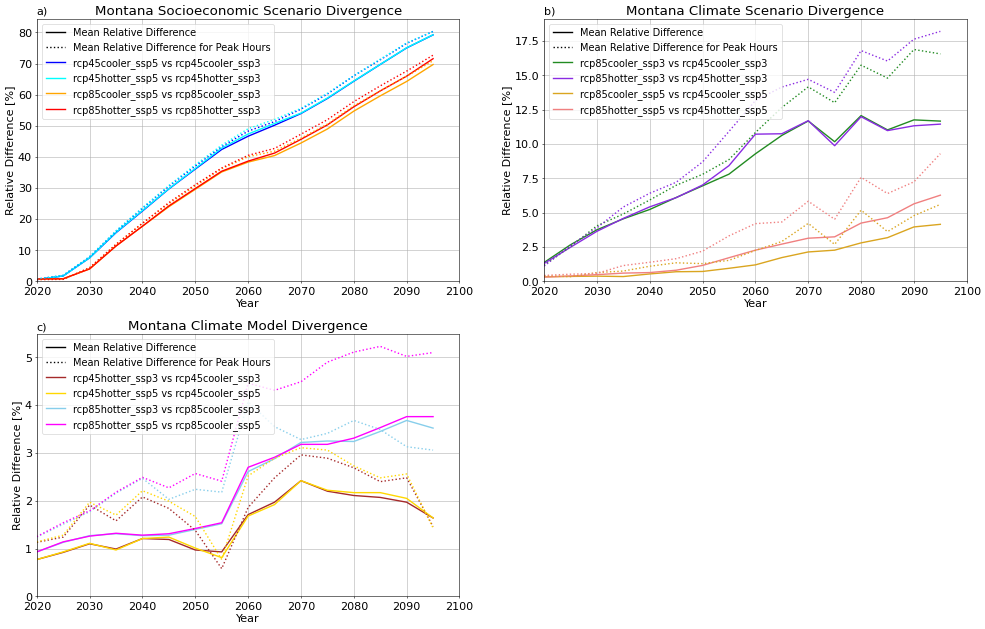 a)
Montana Socioeconomic Scenario Divergence
Relative Difference [%]
80
70
60
50
40
30
20
10
0
Mean Relative Difference
Mean Relative Difference for Peak Hours
rcp45cooler_ssp5 vs rcp45cooler_ssp3
rcp45hotter_ssp5 vs rcp45hotter_ssp3
rcp85cooler_ssp5 vs rcp85cooler_ssp3
rcp85hotter_ssp5 vs rcp85hotter_ssp3
2020 2030 2040 2050 2060 2070 2080 2090 2100
Year
b)
Montana Climate Scenario Divergence
Relative Difference [%]
17.5
15.0
12.5
10.0
7.5
5.0
2.5
0.0
Mean Relative Difference
Mean Relative Difference for Peak Hours
rcp85cooler_ssp3 vs rcp45cooler_ssp3
rcp85hotter_ssp3 vs rcp45hotter_ssp3
rcp85cooler_ssp5 vs rcp45cooler_ssp5
rcp85hotter_ssp5 vs rcp45hotter_ssp5
2020 2030 2040 2050 2060 2070 2080 2090 2100
Year
c)
Montana Climate Model Divergence
Relative Difference [%]
5
4
3
2
1
0
Mean Relative Difference
Mean Relative Difference for Peak Hours
rcp45hotter_ssp3 vs rcp45cooler_ssp3
rcp45hotter_ssp5 vs rcp45cooler_ssp5
rcp85hotter_ssp3 vs rcp85cooler_ssp3
rcp85hotter_ssp5 vs rcp85cooler_ssp5
2020 2030 2040 2050 2060 2070 2080 2090 2100
Year